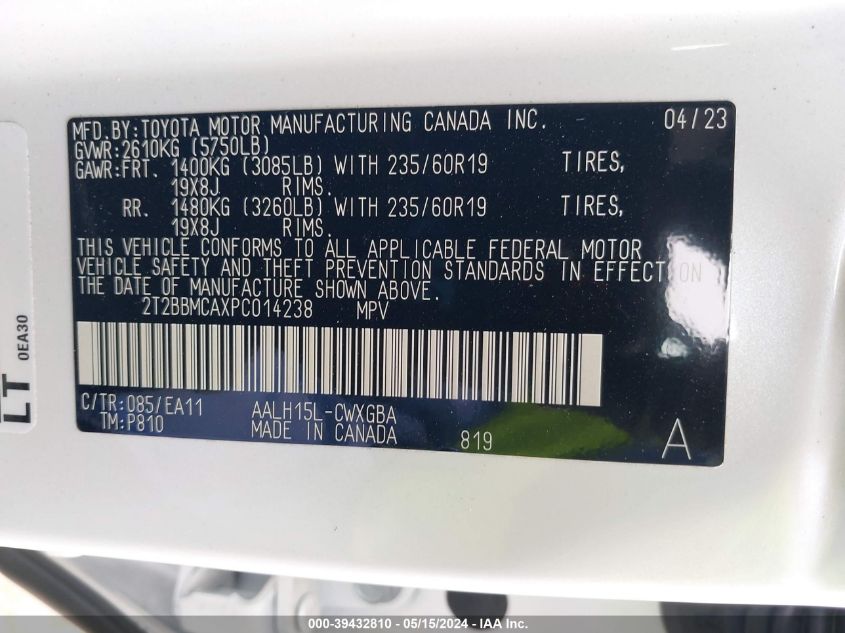 MFD.BY:TOYOTA MOTOR MANUFACTURING CANADA INC. 04/23
GVWR:2610KG (5750LB)
GAWR:FRT. 1400KG (3085LB) WITH 235/60R19 TIRES,
19X8J RIMS.
RR. 1480KG (3260LB) WITH 235/60R19 TIRES,
19X8J RIMS.
THIS VEHICLE CONFORMS TO ALL APPLICABLE FEDERAL MOTOR
VEHICLE SAFETY AND THEFT PREVENTION STANDARDS IN EFFECT ON
THE DATE OF MANUFACTURE SHOWN ABOVE.
2T2BBMCAXPC014238 MPV
C/TR:085/EA11 AALH15L-CWXGBA
TM:P810 MADE IN CANADA 819 A
LT
0EA30
000-39432810 - 05/15/2024 - IAA Inc.